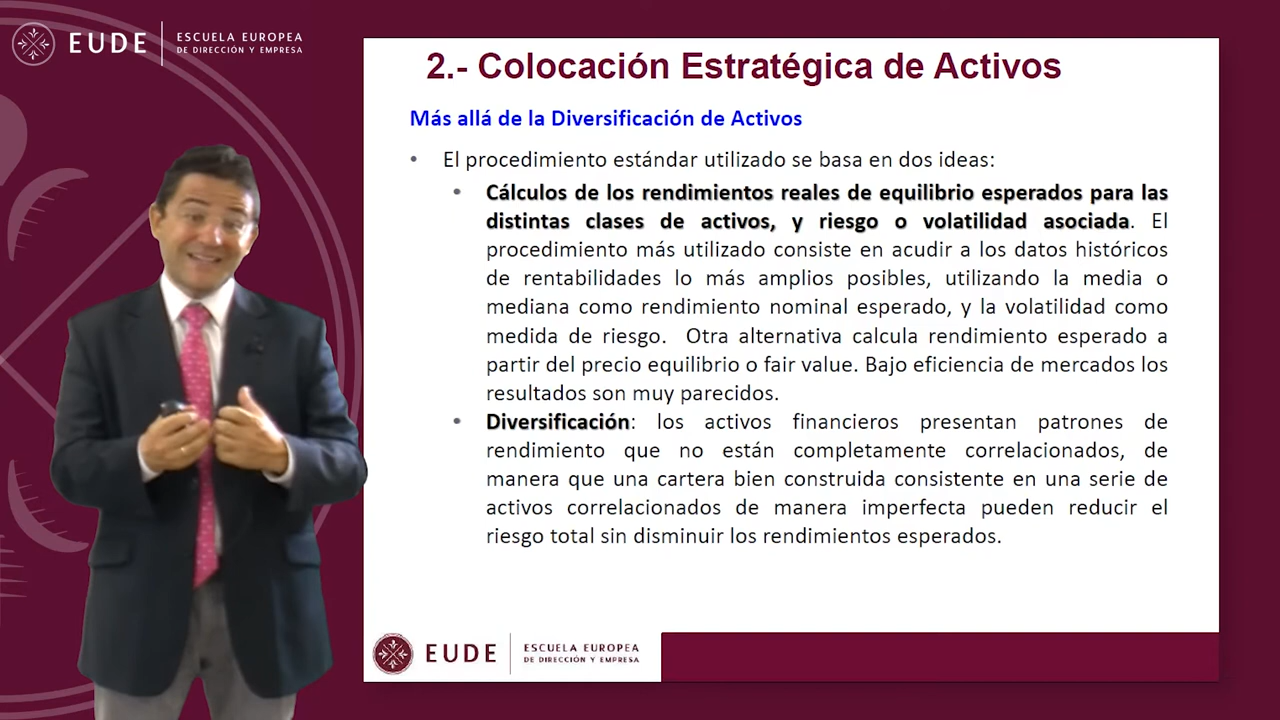 EUDE
ESCUELA EUROPEA
DE DIRECCIÓN Y EMPRESA
2.- Colocación Estratégica de Activos
Más allá de la Diversificación de Activos
• El procedimiento estándar utilizado se basa en dos ideas:
• Cálculos de los rendimientos reales de equilibrio esperados para las
distintas clases de activos, y riesgo o volatilidad asociada. El
procedimiento más utilizado consiste en acudir a los datos históricos
de rentabilidades lo más amplios posibles, utilizando la media o
mediana como rendimiento nominal esperado, y la volatilidad como
medida de riesgo. Otra alternativa calcula rendimiento esperado a
partir del precio equilibrio o fair value. Bajo eficiencia de mercados los
resultados son muy parecidos.
• Diversificación: los activos financieros presentan patrones de
rendimiento que no están completamente correlacionados, de
manera que una cartera bien construida consistente en una serie de
activos correlacionados de manera imperfecta pueden reducir el
riesgo total sin disminuir los rendimientos esperados.
EUDE
ESCUELA EUROPEA
DE DIRECCIÓN Y EMPRESA